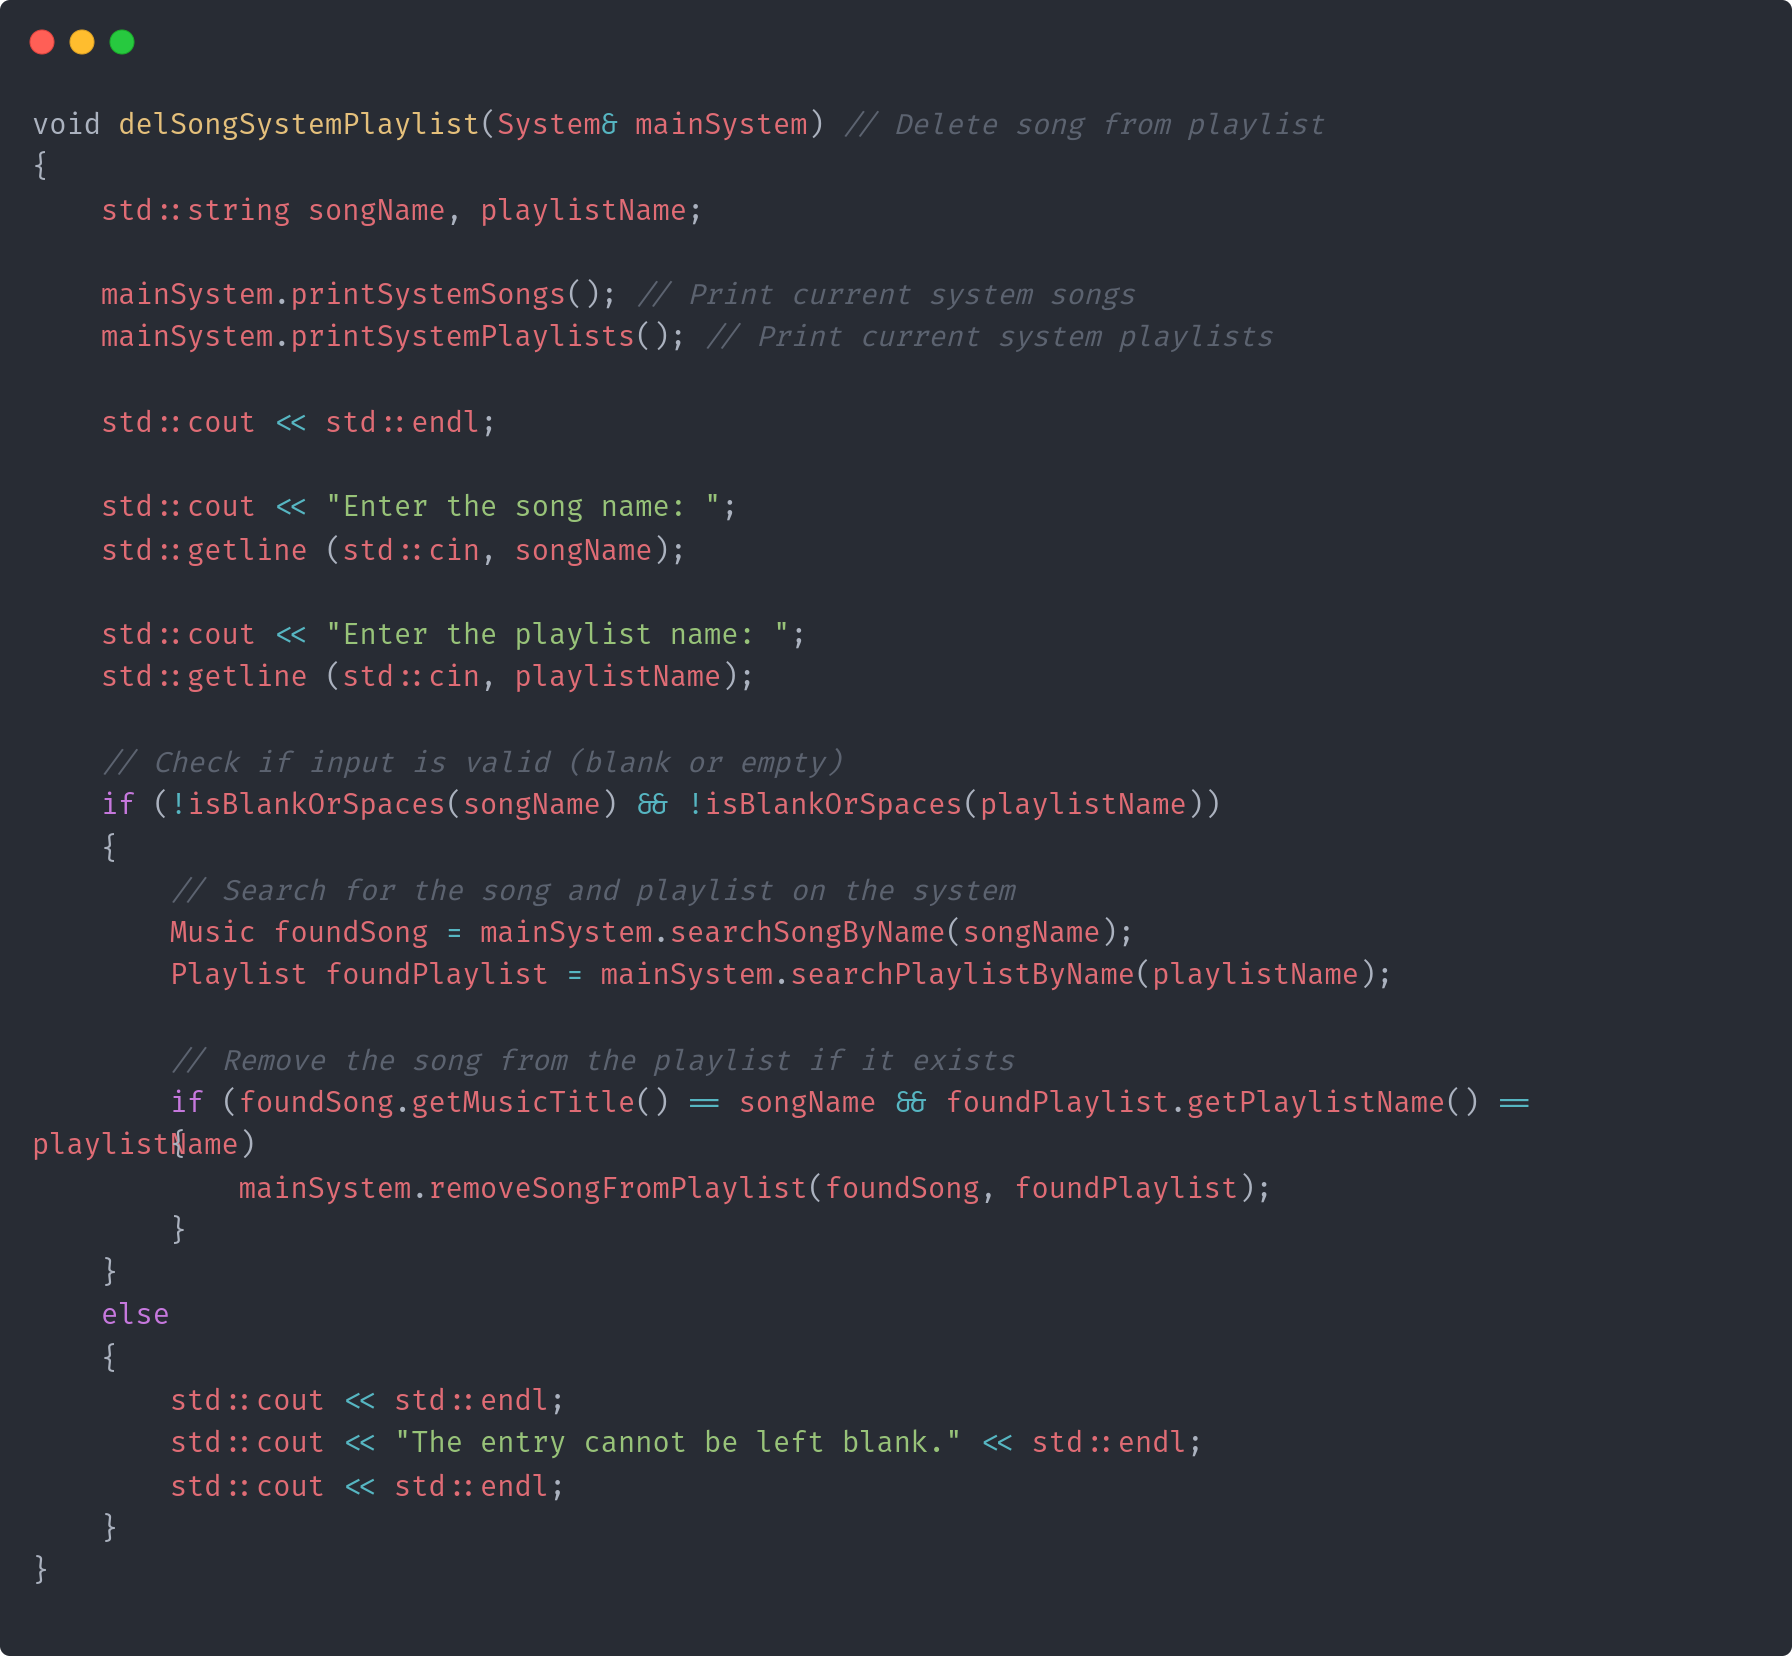 void delSongSystemPlaylist(System& mainSystem) // Delete song from playlist
{
    std::string songName, playlistName;

    mainSystem.printSystemSongs(); // Print current system songs
    mainSystem.printSystemPlaylists(); // Print current system playlists

    std::cout << std::endl;

    std::cout << "Enter the song name: ";
    std::getline (std::cin, songName);

    std::cout << "Enter the playlist name: ";
    std::getline (std::cin, playlistName);

    // Check if input is valid (blank or empty)
    if (!isBlankOrSpaces(songName) && !isBlankOrSpaces(playlistName))
    {
        // Search for the song and playlist on the system
        Music foundSong = mainSystem.searchSongByName(songName);
        Playlist foundPlaylist = mainSystem.searchPlaylistByName(playlistName);

        // Remove the song from the playlist if it exists
        if (foundSong.getMusicTitle() == songName && foundPlaylist.getPlaylistName() ==
playlistName)
        {
            mainSystem.removeSongFromPlaylist(foundSong, foundPlaylist);
        }
    }
    else
    {
        std::cout << std::endl;
        std::cout << "The entry cannot be left blank." << std::endl;
        std::cout << std::endl;
    }
}